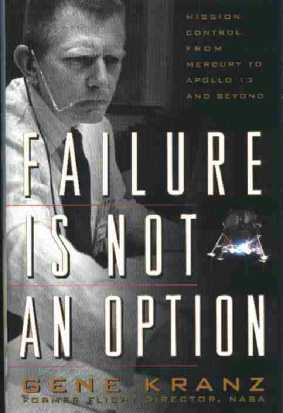 MISSION
CONTROL
FROM
MERCURY TO
APOLLO 13
AND BEYOND
FAILURE
IS NOT
AN OPTION
GENE KRANZ
FORMER FLIGHT DIRECTOR, NASA